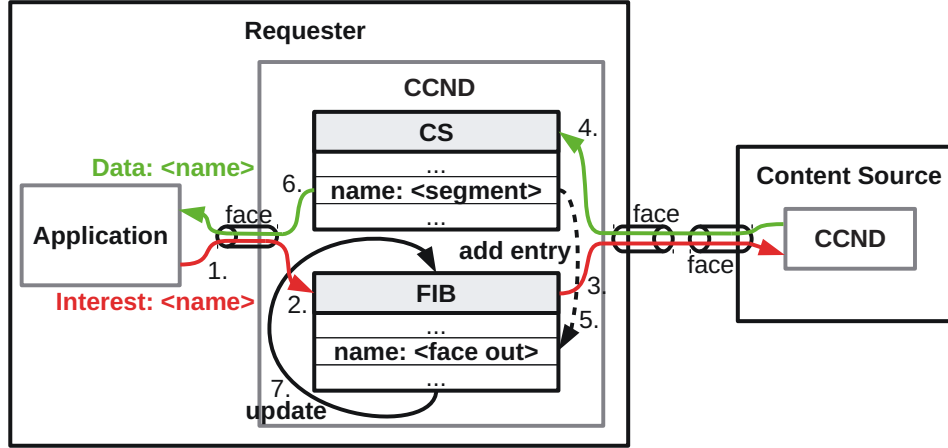 Requester
CCND
CS
4.
Data: <name>
...
6.
name: <segment>
...
Content Source
face
face
Application
CCND
add entry
face
1.
Interest: <name>
2.
FIB
3.
...
5.
name: <face out>
...
7.
update